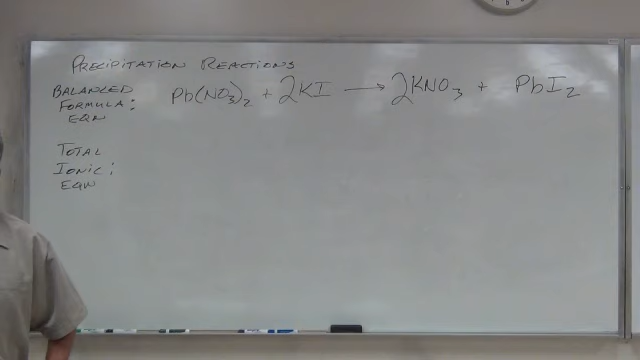 PRECIPITATION REACTIONS
BALANCED
FORMULA: Pb(NO3)2 + 2KI → 2KNO3 + PbI2
EQN
TOTAL
IONIC:
EQN